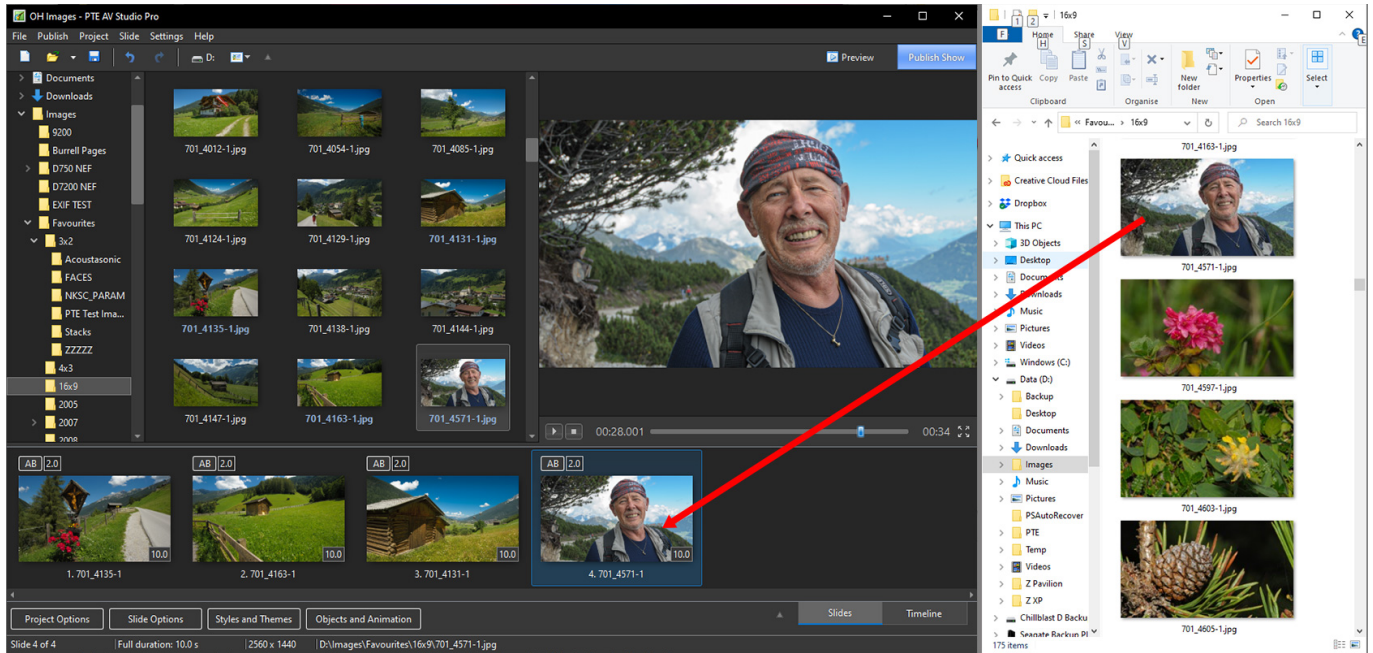 OH Images - PTE AV Studio Pro
File Publish Project Slide Settings Help
D:
Preview
Publish Show
Documents
Downloads
Images
9200
Burrell Pages
D750 NEF
D7200 NEF
EXIF TEST
Favourites
3x2
Acoustasonic
FACES
NKSC_PARAM
PTE Test Ima...
Stacks
ZZZZZ
4x3
16x9
2005
2007
2008
701_4012-1.jpg 701_4054-1.jpg 701_4085-1.jpg
701_4124-1.jpg 701_4129-1.jpg 701_4131-1.jpg
701_4135-1.jpg 701_4138-1.jpg 701_4144-1.jpg
701_4147-1.jpg 701_4163-1.jpg 701_4571-1.jpg
00:28.001 00:34
AB 2.0 AB 2.0 AB 2.0 AB 2.0
10.0 10.0 10.0 10.0
1. 701_4135-1 2. 701_4163-1 3. 701_4131-1 4. 701_4571-1
Project Options Slide Options Styles and Themes Objects and Animation
Slides Timeline
Slide 4 of 4 Full duration: 10.0 s 2560 x 1440 D:\Images\Favourites\16x9\701_4571-1.jpg
1 2 16x9
F Home Share View
H S V E
Pin to Quick access
Copy
Paste
New folder
Properties
Select
Clipboard Organise New Open
« Favou... › 16x9
Search 16x9
Quick access
Creative Cloud Files
Dropbox
This PC
3D Objects
Desktop
Documents
Downloads
Music
Pictures
Videos
Windows (C:)
Data (D:)
Backup
Desktop
Documents
Downloads
Images
Music
Pictures
PSAutoRecover
PTE
Temp
Videos
Z Pavilion
Z XP
Chillblast D Backu
Seagate Backup Pl
701_4163-1.jpg
701_4571-1.jpg
701_4597-1.jpg
701_4603-1.jpg
701_4605-1.jpg
175 items